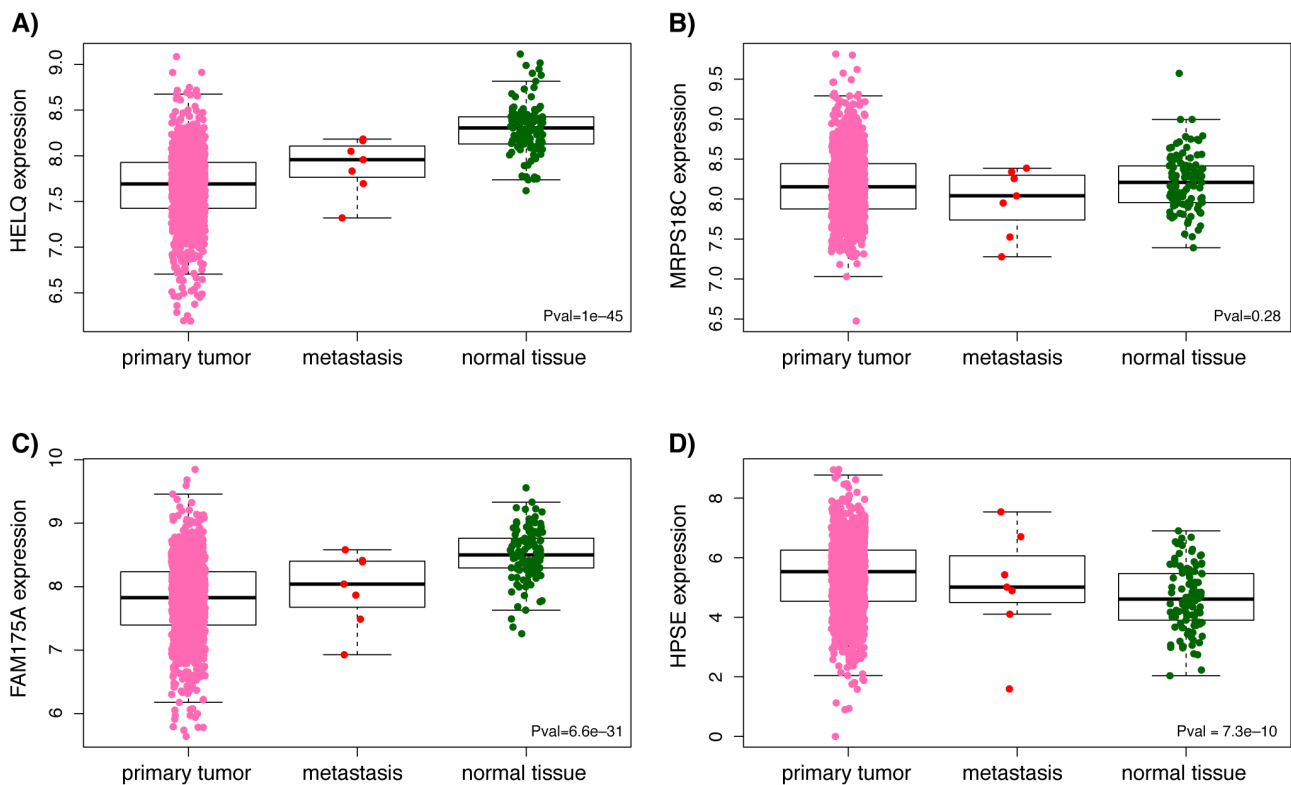 A)
HELQ expression
9.0
8.5
8.0
7.5
7.0
6.5
Pval=1e−45
primary tumor metastasis normal tissue
B)
MRPS18C expression
9.5
9.0
8.5
8.0
7.5
7.0
6.5
Pval=0.28
primary tumor metastasis normal tissue
C)
FAM175A expression
10
9
8
7
6
Pval=6.6e−31
primary tumor metastasis normal tissue
D)
HPSE expression
8
6
4
2
0
Pval = 7.3e−10
primary tumor metastasis normal tissue